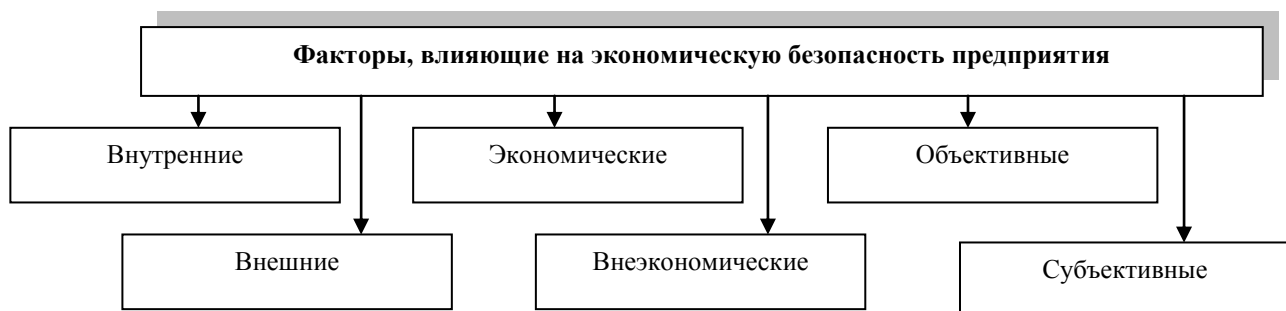 Факторы, влияющие на экономическую безопасность предприятия
Внутренние
Экономические
Объективные
Внешние
Внеэкономические
Субъективные